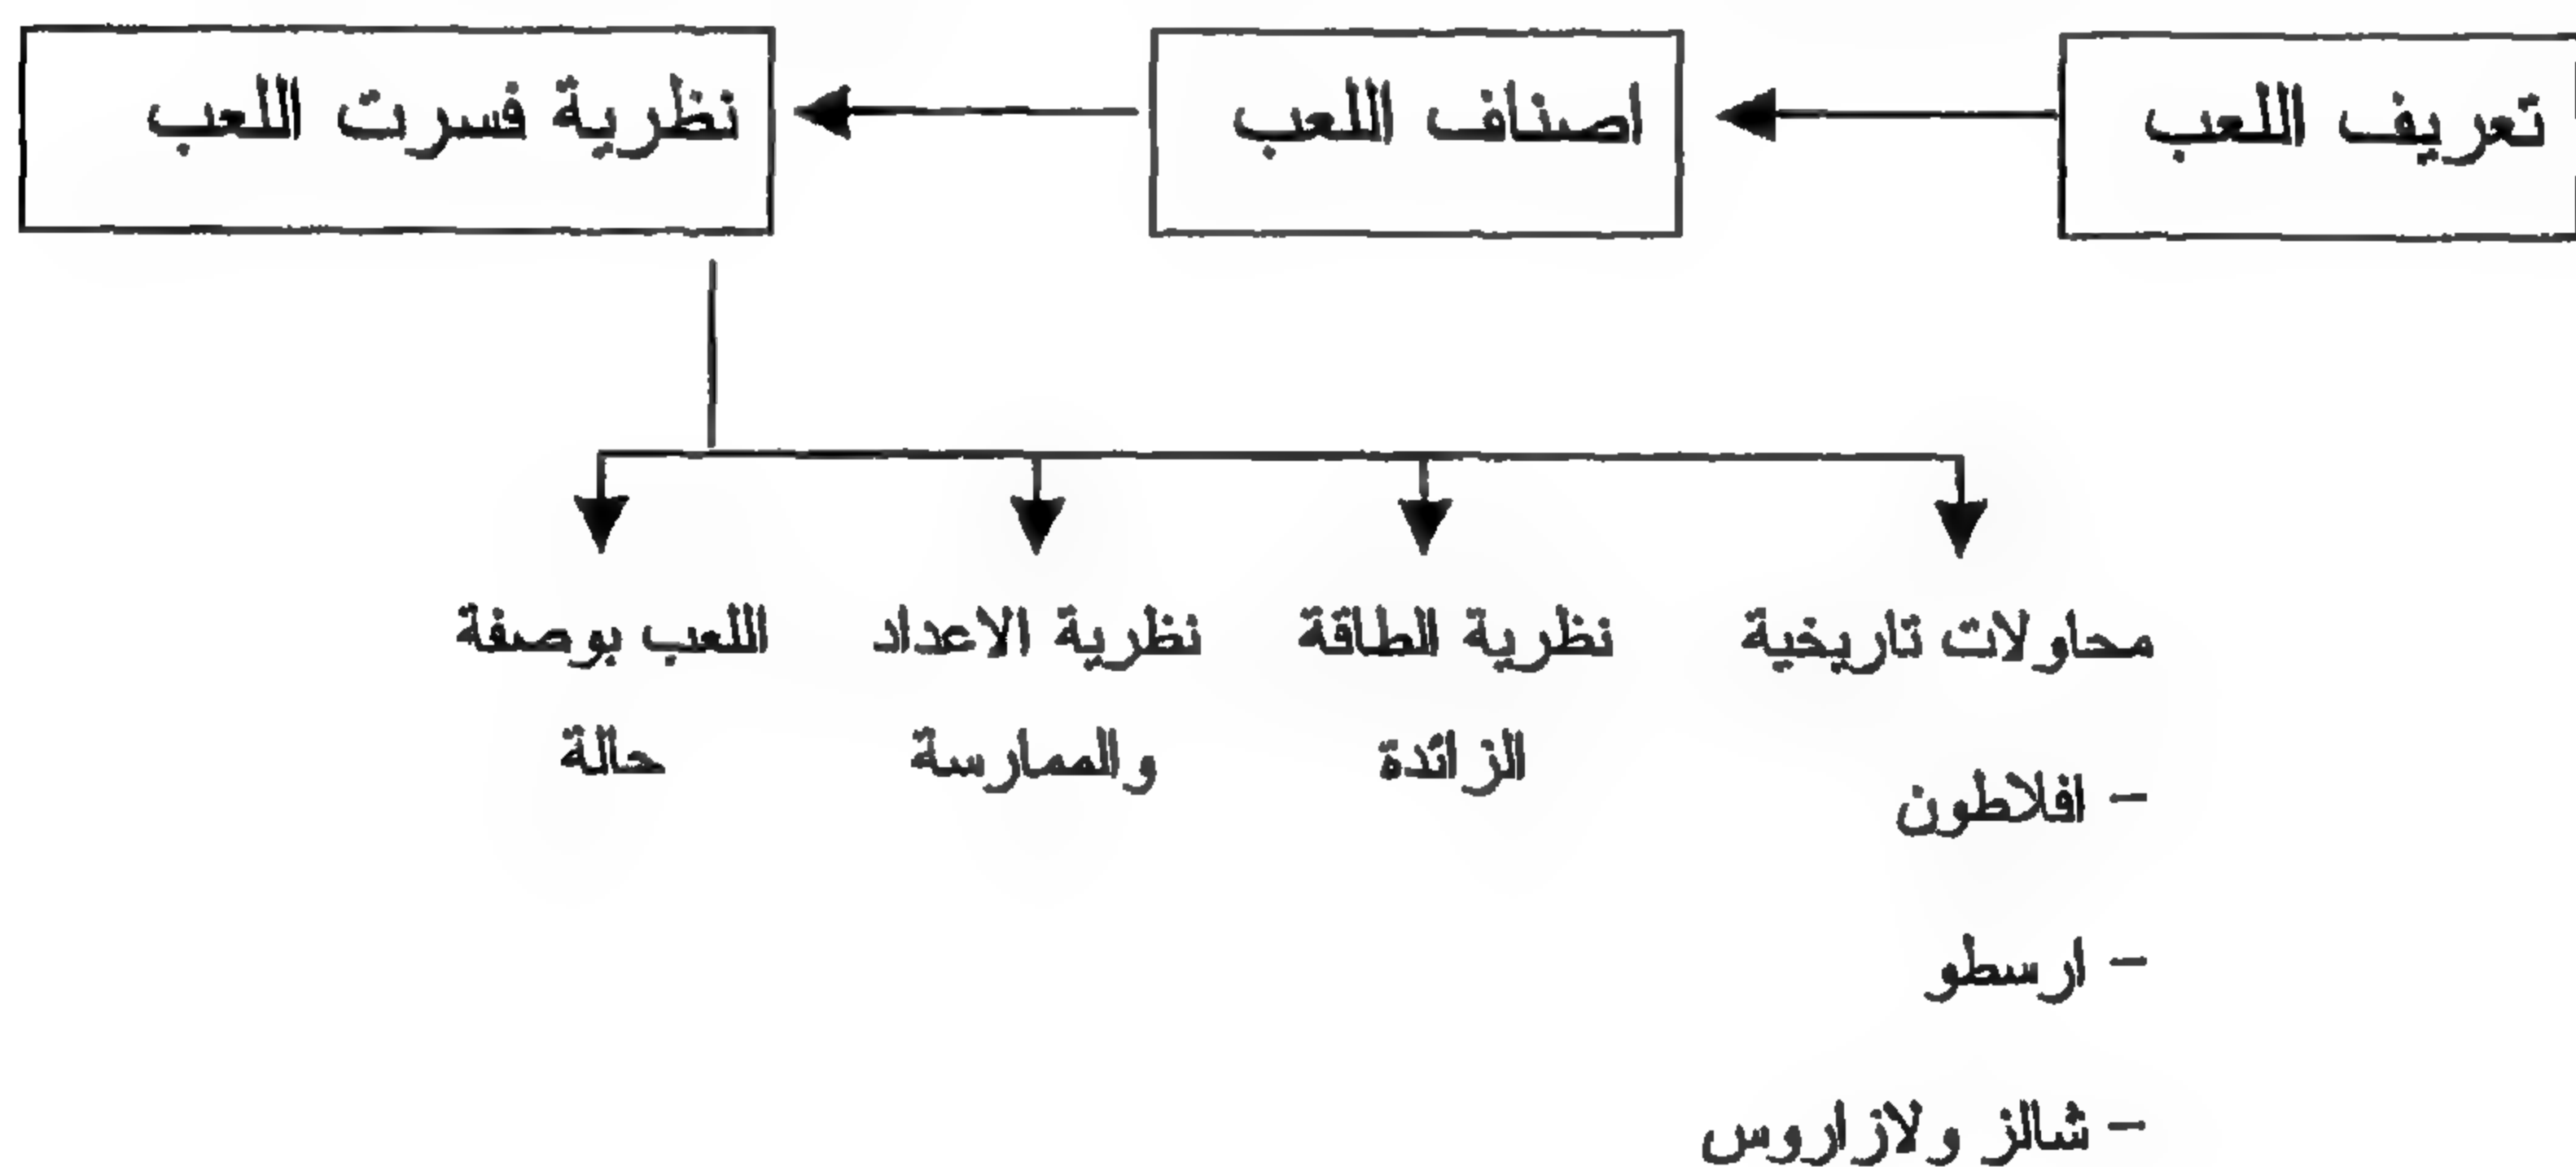 تعريف اللعب
اصناف اللعب
نظرية فسرت اللعب
محاولات تاريخية
- افلاطون
- ارسطو
- شالز ولازاروس
نظرية الطاقة
الزائدة
نظرية الاعداد
والممارسة
اللعب بوصفة
حالة